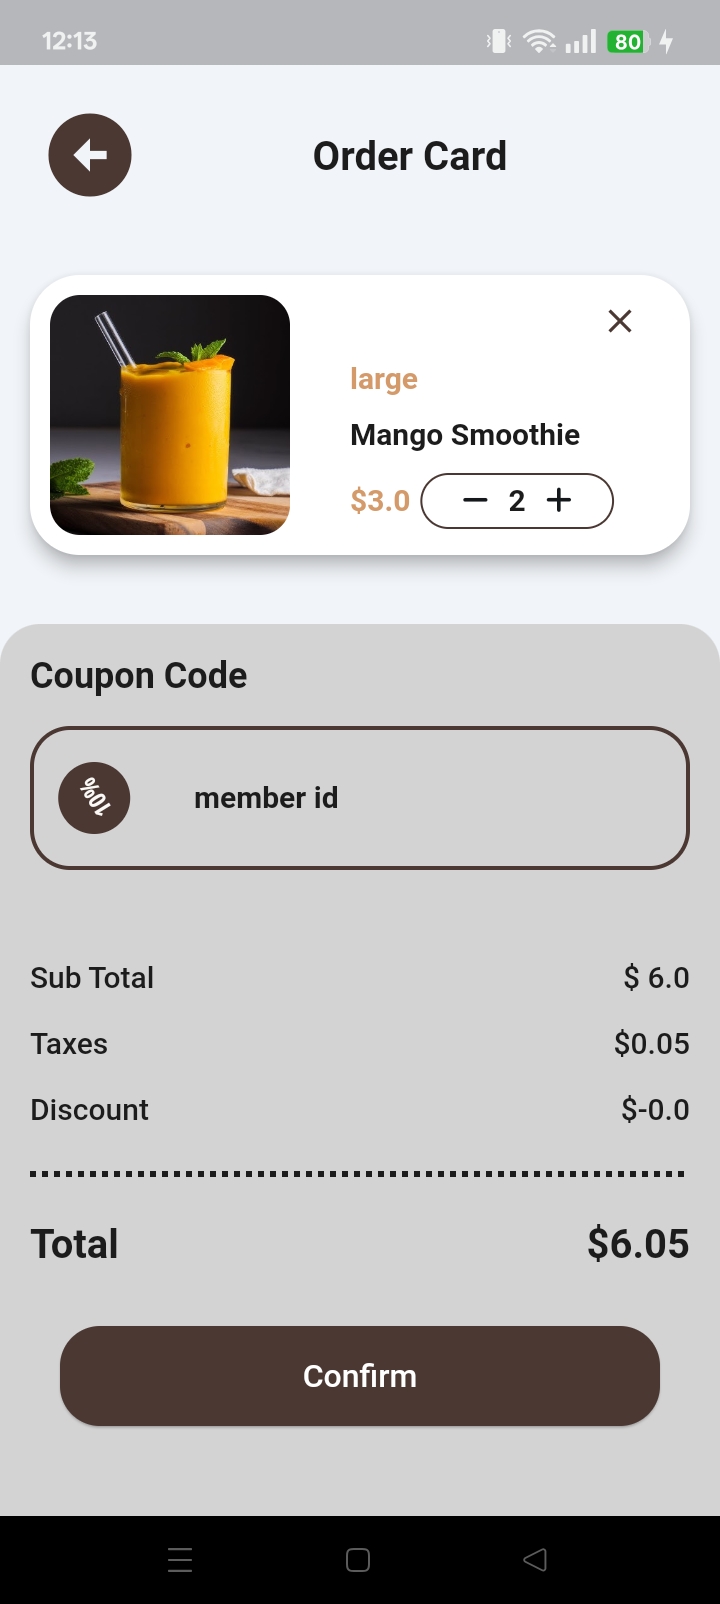 12:13
80
Order Card
large
Mango Smoothie
$3.0
2
Coupon Code
10%
member id
Sub Total $ 6.0
Taxes $0.05
Discount $-0.0
Total $6.05
Confirm